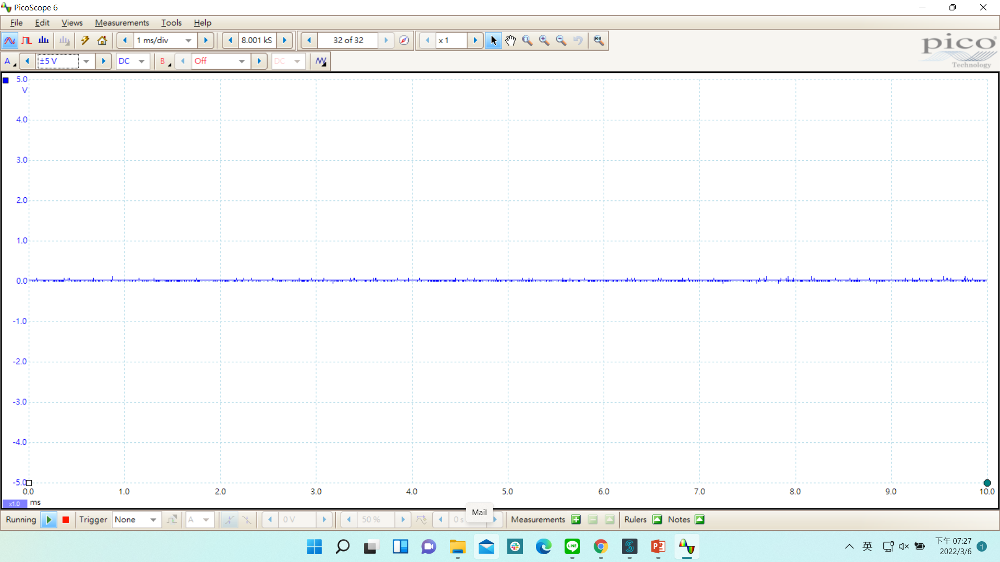 PicoScope 6
File Edit Views Measurements Tools Help
1 ms/div 8.001 kS 32 of 32 x 1
pico
Technology
A ±5 V DC B Off DC
5.0
V
4.0
3.0
2.0
1.0
0.0
-1.0
-2.0
-3.0
-4.0
-5.0
0.0 1.0 2.0 3.0 4.0 5.0 6.0 7.0 8.0 9.0 10.0
x1.0 ms
Mail
Running Trigger None A 0 V 50 % 0 s Measurements Rulers Notes
LINE
英
下午 07:27
2022/3/6
1